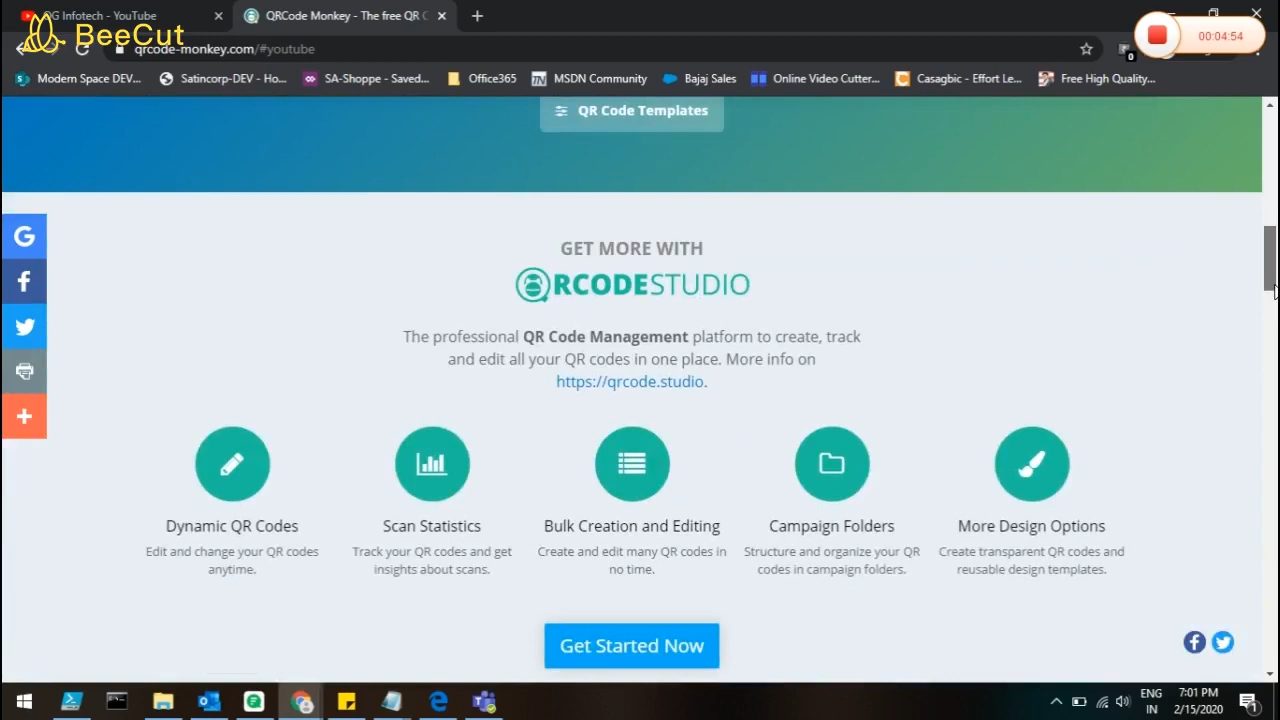 OG Infotech - YouTube
QRCode Monkey - The free QR C
BeeCut
00:04:54
qrcode-monkey.com/#youtube
0
Modern Space DEV...
Satincorp-DEV - Ho...
SA-Shoppe - Saved...
Office365
MSDN Community
Bajaj Sales
Online Video Cutter...
Casagbic - Effort Le...
Free High Quality...
QR Code Templates
GET MORE WITH
QRCODESTUDIO
The professional QR Code Management platform to create, track
and edit all your QR codes in one place. More info on
https://qrcode.studio.
Dynamic QR Codes
Edit and change your QR codes
anytime.
Scan Statistics
Track your QR codes and get
insights about scans.
Bulk Creation and Editing
Create and edit many QR codes in
no time.
Campaign Folders
Structure and organize your QR
codes in campaign folders.
More Design Options
Create transparent QR codes and
reusable design templates.
Get Started Now
ENG
IN
7:01 PM
2/15/2020
1